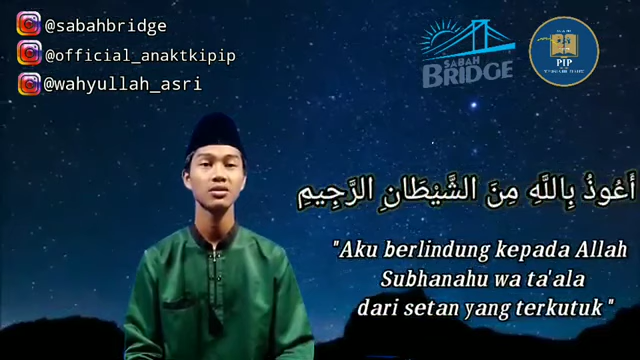 @sabahbridge
@official_anaktkipip
@wahyullah_asri
SABAH
BRIDGE
PIP
أَعُوذُ بِاللَّهِ مِنَ الشَّيْطَانِ الرَّجِيمِ
"Aku berlindung kepada Allah
Subhanahu wa ta'ala
dari setan yang terkutuk"